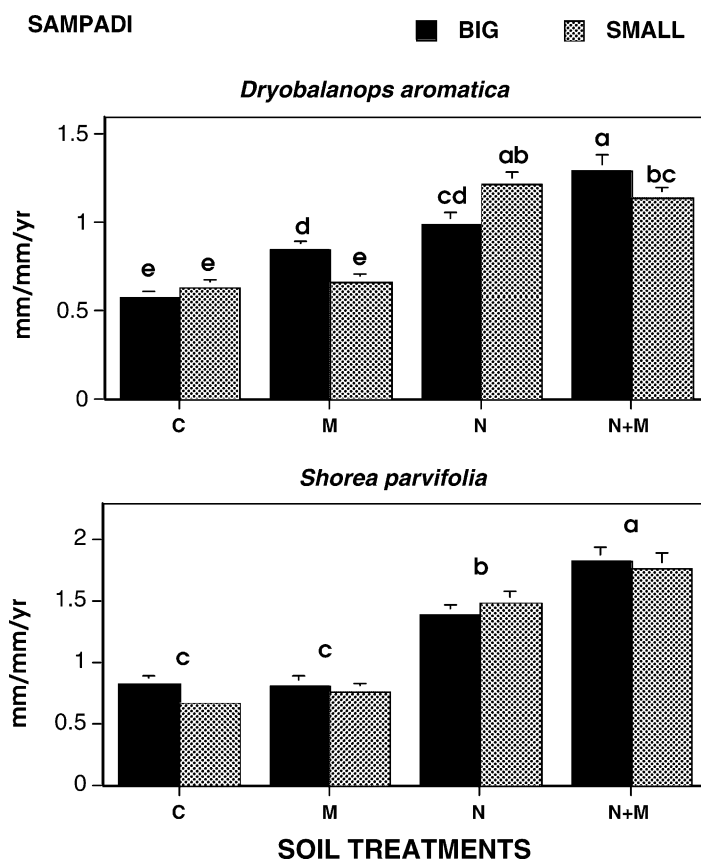 SAMPADI BIG SMALL
Dryobalanops aromatica
mm/mm/yr
1.5
1
0.5
0
e e d e cd ab a bc
C M N N+M
Shorea parvifolia
mm/mm/yr
2
1.5
1
0.5
0
c c b a
C M N N+M
SOIL TREATMENTS